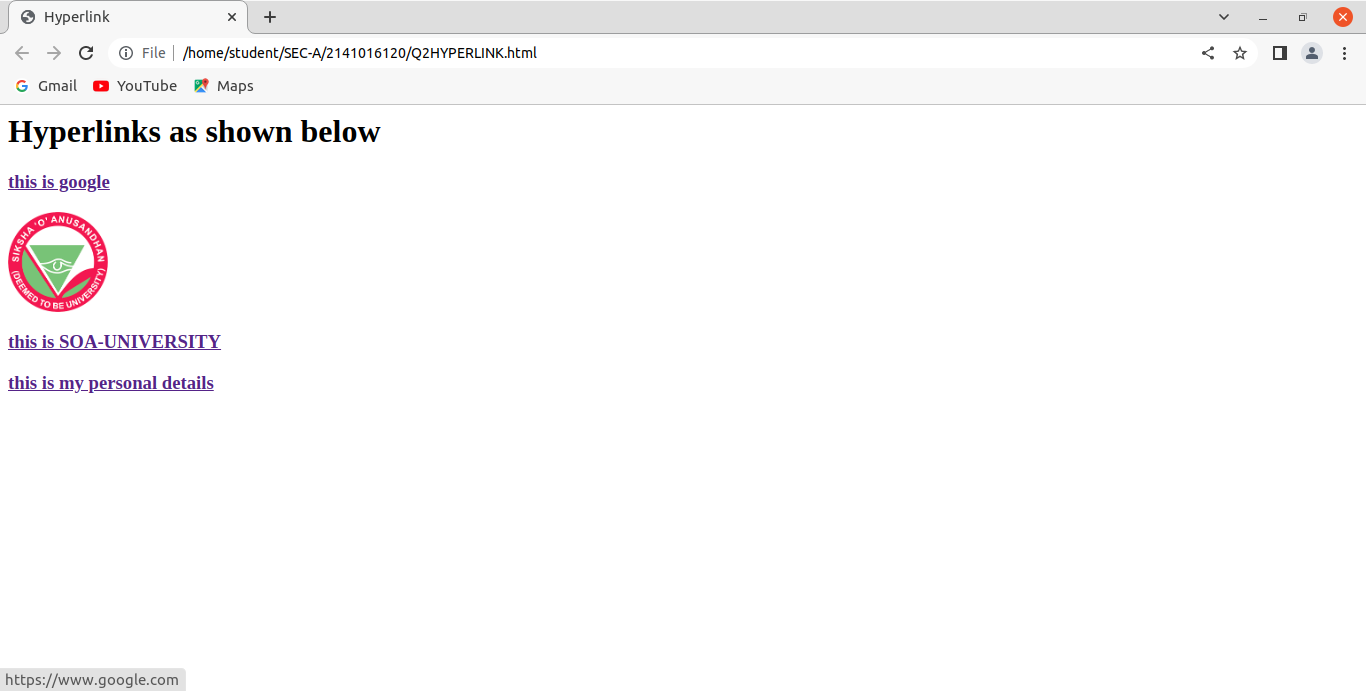 Hyperlink
File /home/student/SEC-A/2141016120/Q2HYPERLINK.html
Gmail YouTube Maps
Hyperlinks as shown below
this is google
SIKSHA 'O' ANUSANDHAN
(DEEMED TO BE UNIVERSITY)
this is SOA-UNIVERSITY
this is my personal details
https://www.google.com